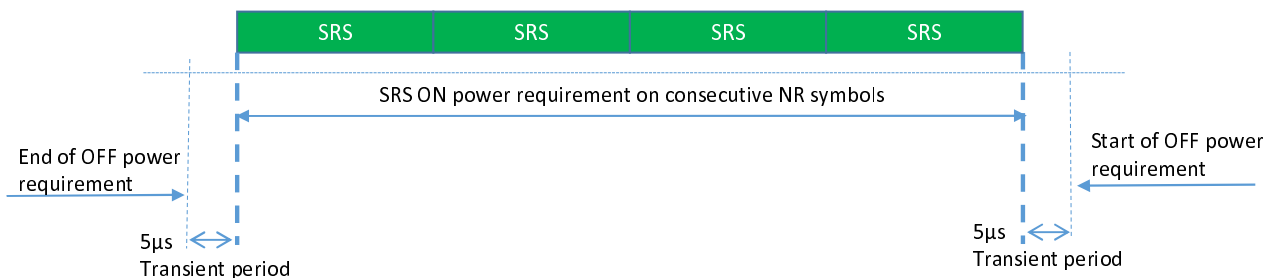 SRS SRS SRS SRS
SRS ON power requirement on consecutive NR symbols
End of OFF power
requirement
Start of OFF power
requirement
5µs
Transient period
5µs
Transient period